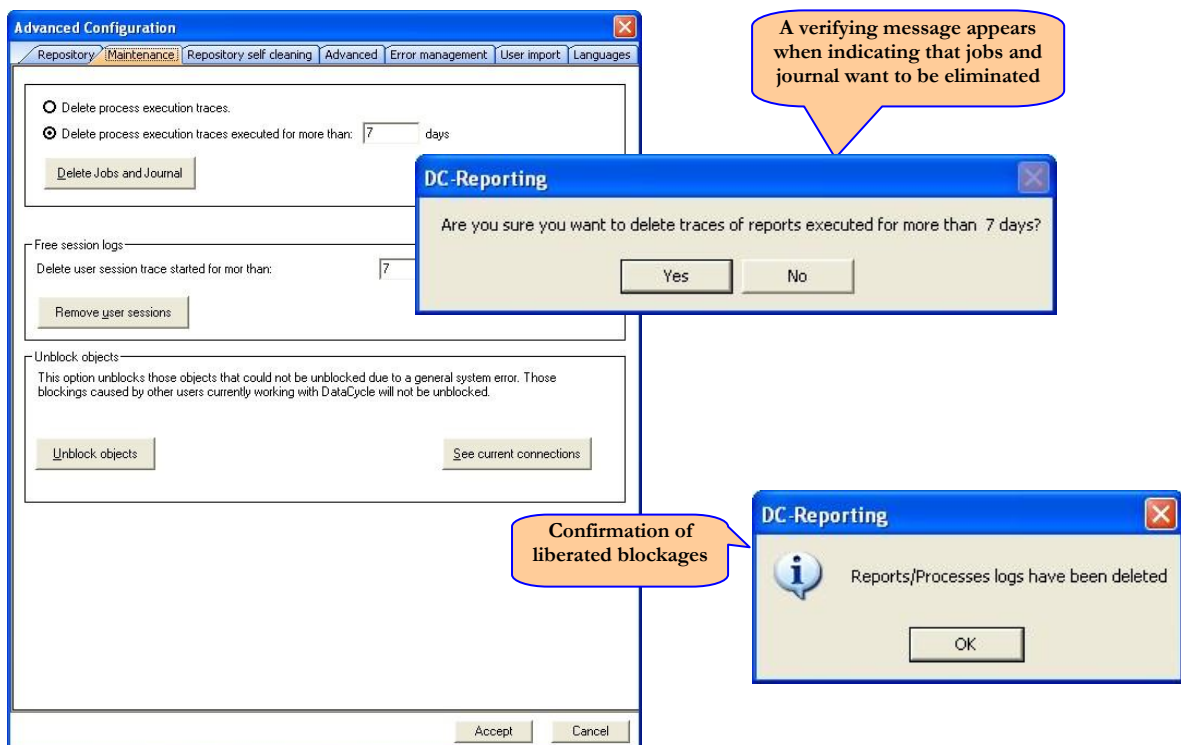 Advanced Configuration
Repository Maintenance Repository self cleaning Advanced Error management User import Languages
Delete process execution traces.
Delete process execution traces executed for more than: 7 days
Delete Jobs and Journal
Free session logs
Delete user session trace started for mor than: 7
Remove user sessions
Unblock objects
This option unblocks those objects that could not be unblocked due to a general system error. Those
blockings caused by other users currently working with DataCycle will not be unblocked.
Unblock objects See current connections
Accept Cancel
A verifying message appears
when indicating that jobs and
journal want to be eliminated
DC-Reporting
Are you sure you want to delete traces of reports executed for more than 7 days?
Yes No
Confirmation of
liberated blockages
DC-Reporting
Reports/Processes logs have been deleted
OK